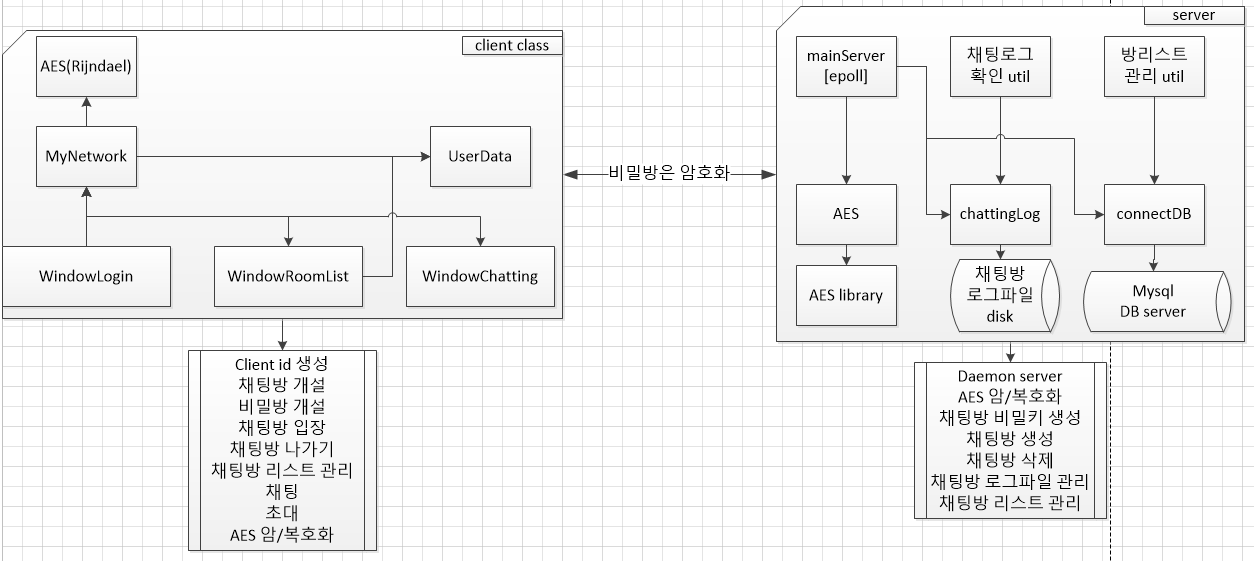 client class
AES(Rijndael)
MyNetwork
UserData
WindowLogin
WindowRoomList
WindowChatting
Client id 생성
채팅방 개설
비밀방 개설
채팅방 입장
채팅방 나가기
채팅방 리스트 관리
채팅
초대
AES 암/복호화
비밀방은 암호화
server
mainServer
[epoll]
채팅로그
확인 util
방리스트
관리 util
AES
chattingLog
connectDB
AES library
채팅방
로그파일
disk
Mysql
DB server
Daemon server
AES 암/복호화
채팅방 비밀키 생성
채팅방 생성
채팅방 삭제
채팅방 로그파일 관리
채팅방 리스트 관리